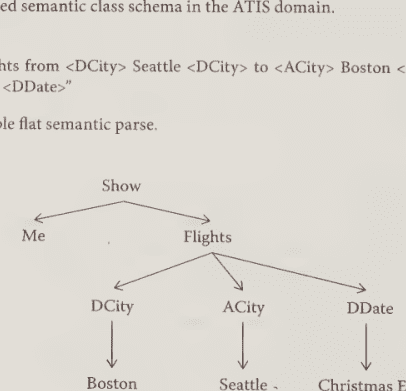 ed semantic class schema in the ATIS domain.
hts from <DCity> Seattle <DCity> to <ACity> Boston <
<DDate>"
le flat semantic parse.
Show
Me Flights
DCity ACity DDate
Boston Seattle Christmas E